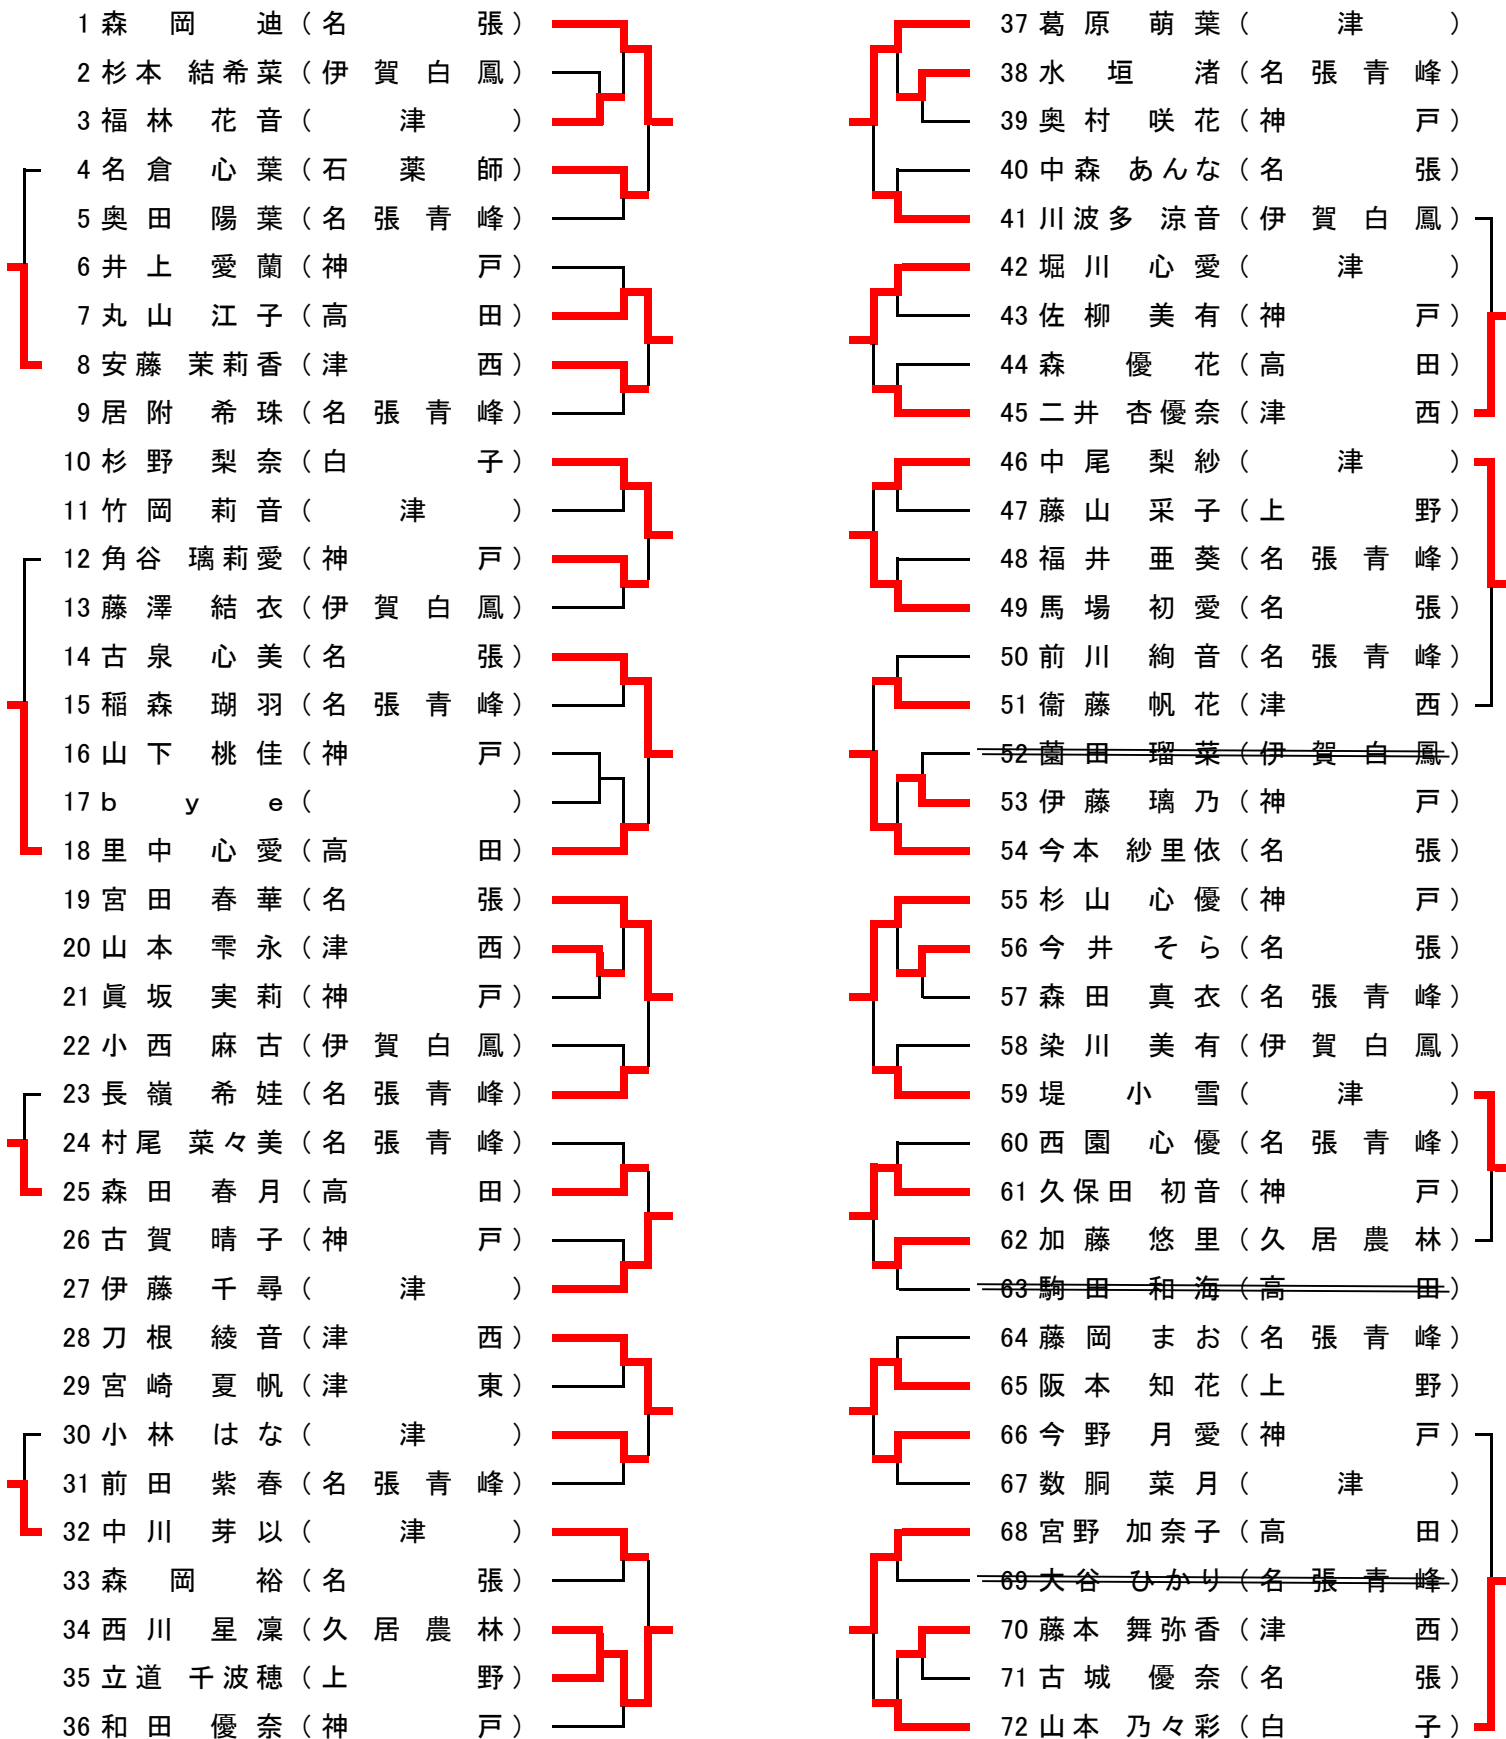 1 森岡 迪（名張）
2 杉本 結希菜（伊賀白鳳）
3 福林 花音（津）
4 名倉 心葉（石薬師）
5 奥田 陽葉（名張青峰）
6 井上 愛蘭（神戸）
7 丸山 江子（高田）
8 安藤 茉莉香（津西）
9 居附 希珠（名張青峰）
10 杉野 梨奈（白子）
11 竹岡 莉音（津）
12 角谷 璃莉愛（神戸）
13 藤澤 結衣（伊賀白鳳）
14 古泉 心美（名張）
15 稲森 瑚羽（名張青峰）
16 山下 桃佳（神戸）
17 ｂｙｅ（　）
18 里中 心愛（高田）
19 宮田 春華（名張）
20 山本 雫永（津西）
21 眞坂 実莉（神戸）
22 小西 麻古（伊賀白鳳）
23 長嶺 希娃（名張青峰）
24 村尾 菜々美（名張青峰）
25 森田 春月（高田）
26 古賀 晴子（神戸）
27 伊藤 千尋（津）
28 刀根 綾音（津西）
29 宮崎 夏帆（津東）
30 小林 はな（津）
31 前田 紫春（名張青峰）
32 中川 芽以（津）
33 森岡 裕（名張）
34 西川 星凜（久居農林）
35 立道 千波穂（上野）
36 和田 優奈（神戸）
37 葛原 萌葉（津）
38 水垣 渚（名張青峰）
39 奥村 咲花（神戸）
40 中森 あんな（名張）
41 川波多 涼音（伊賀白鳳）
42 堀川 心愛（津）
43 佐柳 美有（神戸）
44 森 優花（高田）
45 二井 杏優奈（津西）
46 中尾 梨紗（津）
47 藤山 采子（上野）
48 福井 亜葵（名張青峰）
49 馬場 初愛（名張）
50 前川 絢音（名張青峰）
51 衞藤 帆花（津西）
52 薗田 瑠菜（伊賀白鳳）
53 伊藤 璃乃（神戸）
54 今本 紗里依（名張）
55 杉山 心優（神戸）
56 今井 そら（名張）
57 森田 真衣（名張青峰）
58 染川 美有（伊賀白鳳）
59 堤 小雪（津）
60 西園 心優（名張青峰）
61 久保田 初音（神戸）
62 加藤 悠里（久居農林）
63 駒田 和海（高田）
64 藤岡 まお（名張青峰）
65 阪本 知花（上野）
66 今野 月愛（神戸）
67 数胴 菜月（津）
68 宮野 加奈子（高田）
69 大谷 ひかり（名張青峰）
70 藤本 舞弥香（津西）
71 古城 優奈（名張）
72 山本 乃々彩（白子）